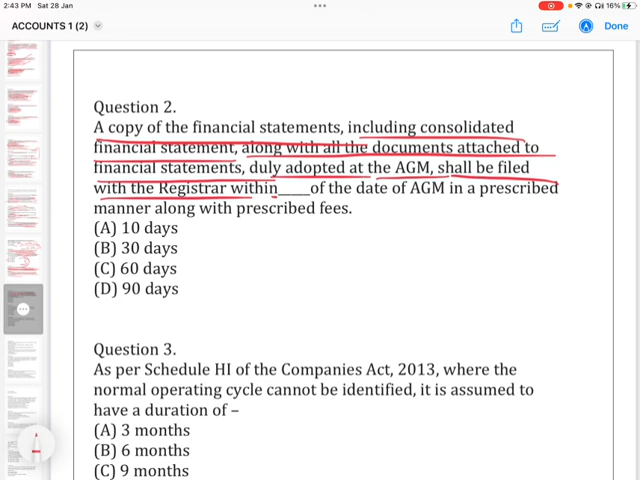 2:43 PM Sat 28 Jan
16%
ACCOUNTS 1 (2)
Done
Question 2.
A copy of the financial statements, including consolidated
financial statement, along with all the documents attached to
financial statements, duly adopted at the AGM, shall be filed
with the Registrar within____of the date of AGM in a prescribed
manner along with prescribed fees.
(A) 10 days
(B) 30 days
(C) 60 days
(D) 90 days
Question 3.
As per Schedule HI of the Companies Act, 2013, where the
normal operating cycle cannot be identified, it is assumed to
have a duration of –
(A) 3 months
(B) 6 months
(C) 9 months